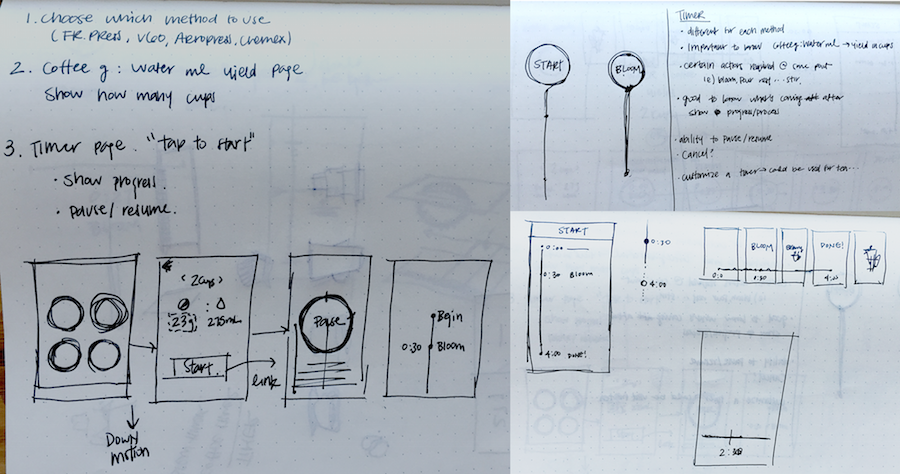 1. Choose which method to use
(FR. PRess, V60, Aeropress, Chemex)
2. Coffee g : water ml yield page
Show how many cups
3. Timer page. "tap to start"
• Show progress.
• pause/resume.
< 2 cups >
:
23g
Start.
Pause
link
Begin
0:30 Bloom
Down
motion
START
BLOOM
Timer
• different for each method
• Important to know coffee g: water ml → yield # cups
• certain actions required @ some point
ie) bloom, pour rest... stir.
• good to know what's coming after
show progress/process
• ability to pause/resume
• Cancel?
• customize a timer → could be used for tea...
START
0:00
0:30 Bloom
4:00 DONE!
0:30
4:00
BLOOM
DONE!
0:0
0:30
4:00